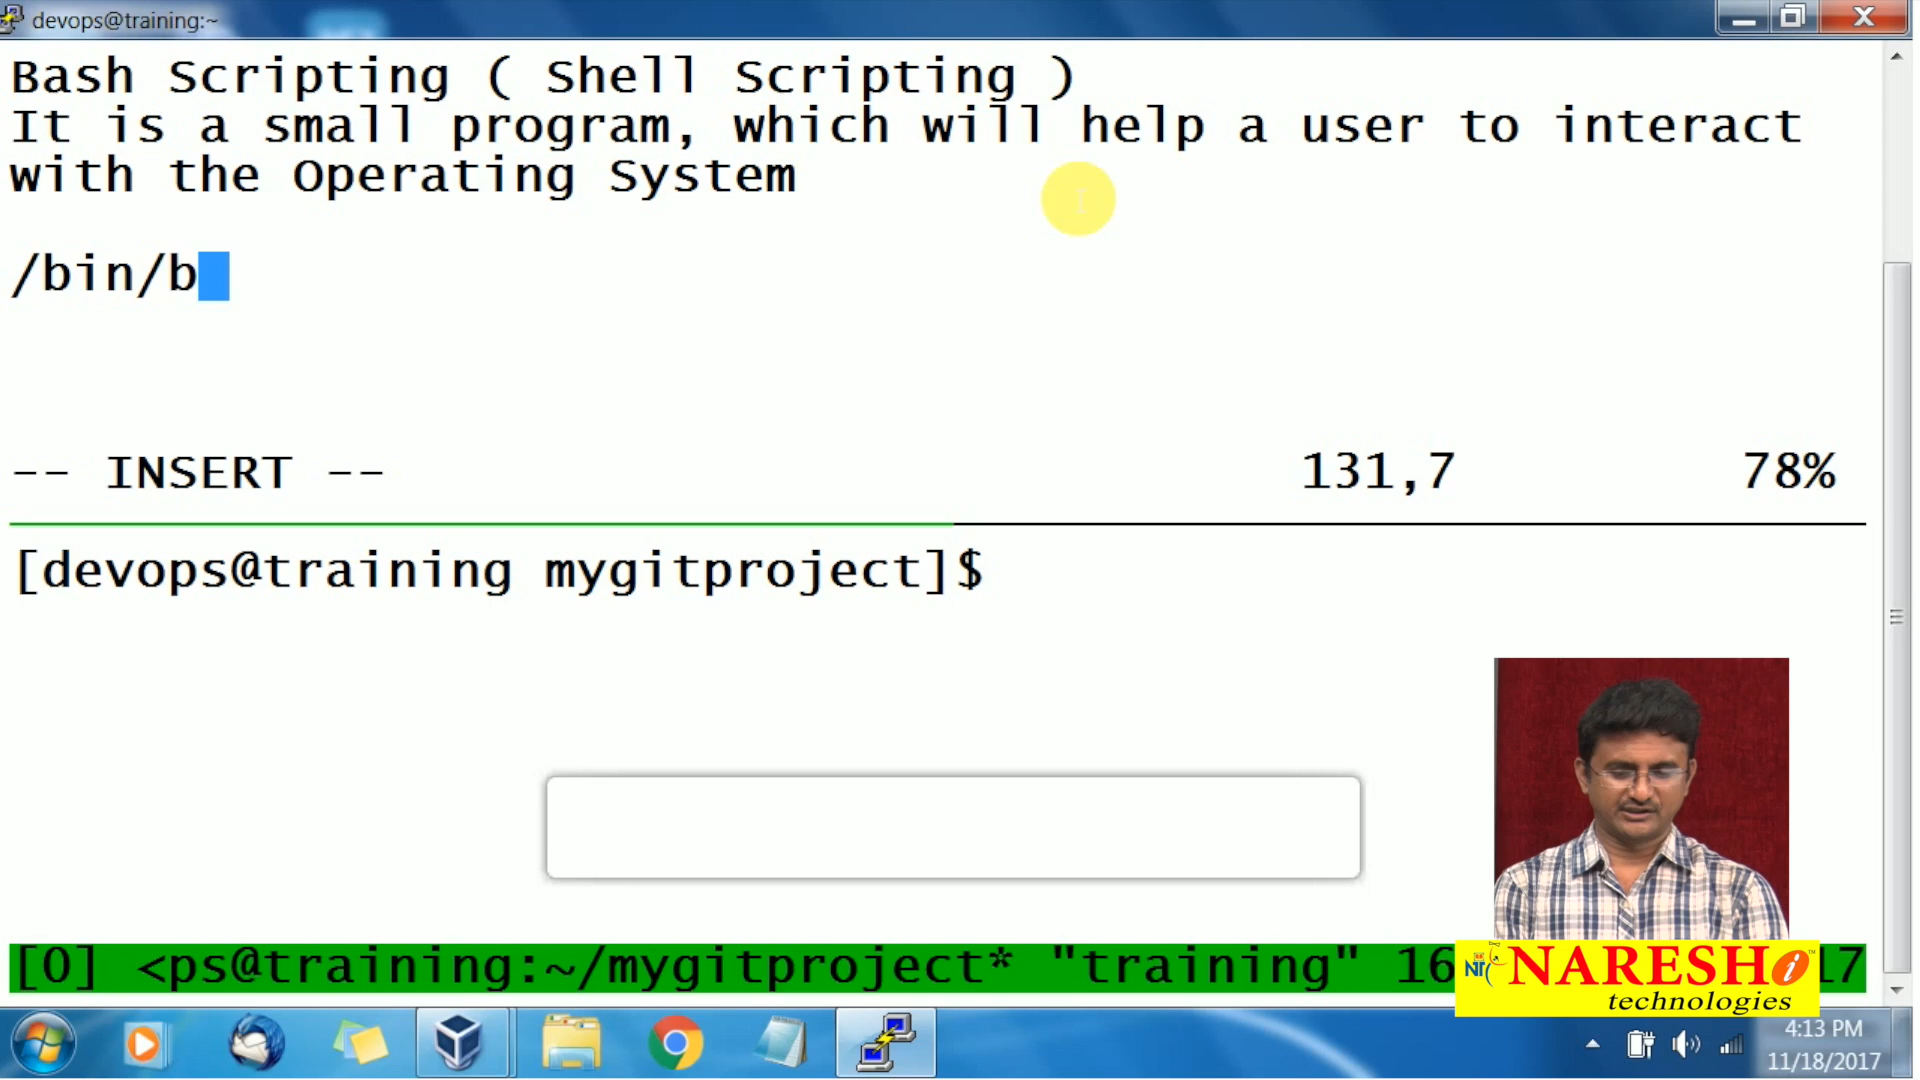 devops@training:~
Bash Scripting ( Shell Scripting )
It is a small program, which will help a user to interact
with the Operating System
/bin/b
-- INSERT -- 131,7 78%
[devops@training mygitproject]$
[0] <ps@training:~/mygitproject* "training" 16 17
NARESH i
technologies
4:13 PM
11/18/2017